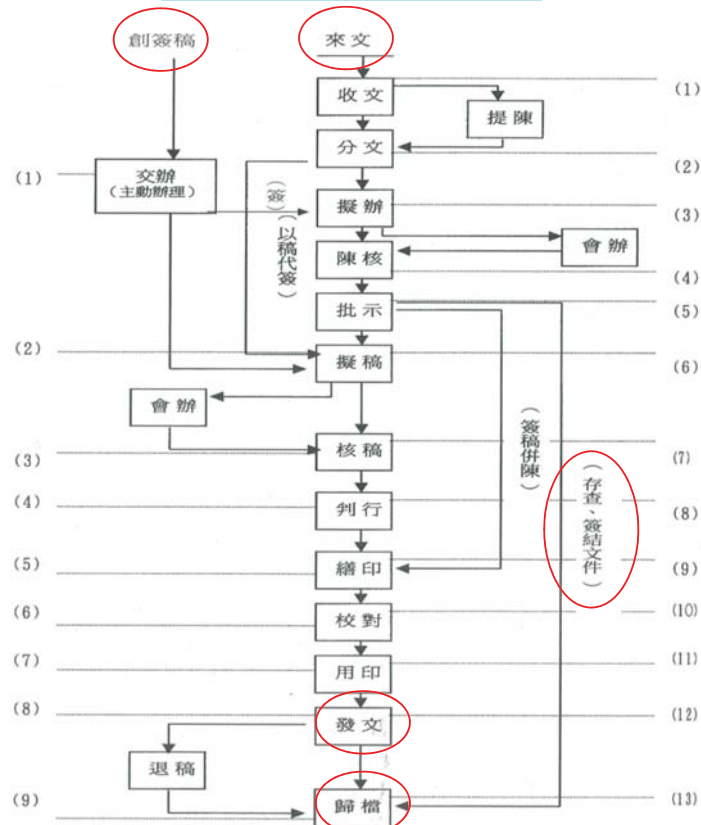 創簽稿
來文
收文
(1)
提陳
分文
(2)
(1)
交辦
(主動辦理)
(簽)
(以稿代簽)
擬辦
(3)
會辦
陳核
(4)
批示
(5)
(2)
擬稿
(6)
會辦
(簽稿併陳)
(存查、簽結文件)
(3)
核稿
(7)
(4)
判行
(8)
(5)
繕印
(9)
(6)
校對
(10)
(7)
用印
(11)
(8)
發文
(12)
退稿
(9)
歸檔
(13)